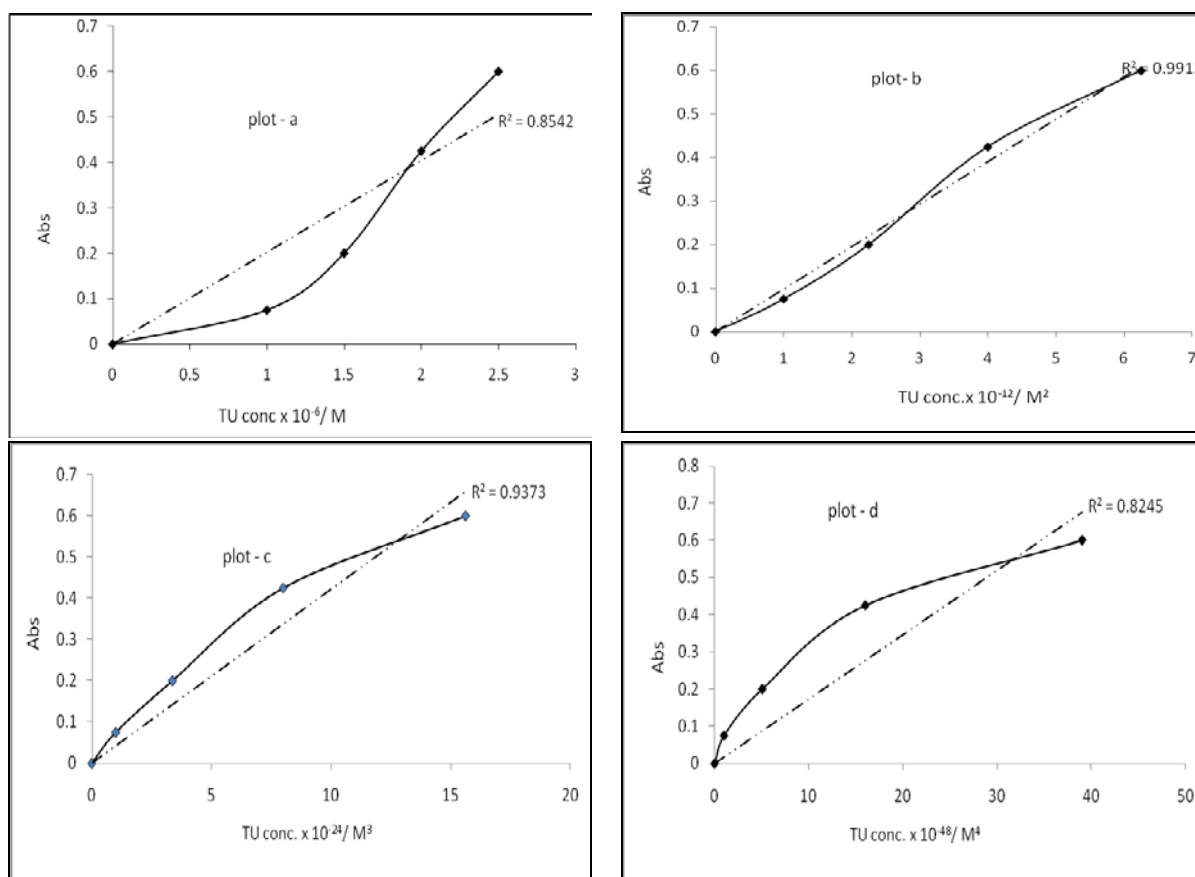 0.7
0.6
0.5
0.4
0.3
0.2
0.1
0
Abs
plot - a
R² = 0.8542
0 0.5 1 1.5 2 2.5 3
TU conc x 10⁻⁶/ M
0.7
0.6
0.5
0.4
0.3
0.2
0.1
0
Abs
plot- b
0 1 2 3 4 5 6 7
TU conc.x 10⁻¹²/ M²
0.7
0.6
0.5
0.4
0.3
0.2
0.1
0
Abs
plot - c
R² = 0.9373
0 5 10 15 20
TU conc. x 10⁻²⁴/ M³
0.8
0.7
0.6
0.5
0.4
0.3
0.2
0.1
0
Abs
plot - d
R² = 0.8245
0 10 20 30 40 50
TU conc. x 10⁻⁴⁸/ M⁴